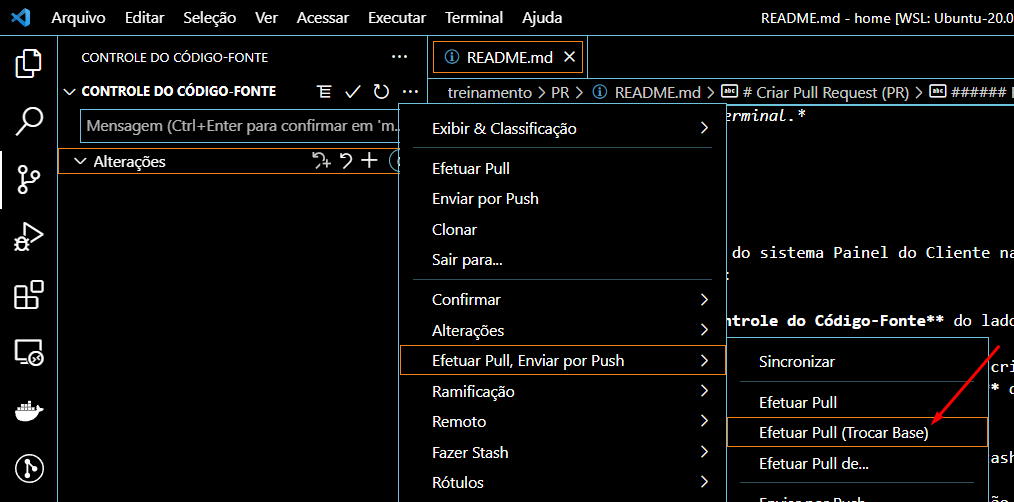 Arquivo Editar Seleção Ver Acessar Executar Terminal Ajuda README.md - home [WSL: Ubuntu-20.0
CONTROLE DO CÓDIGO-FONTE ···
README.md
CONTROLE DO CÓDIGO-FONTE ···
treinamento > PR > README.md > # Criar Pull Request (PR) > ######
Mensagem (Ctrl+Enter para confirmar em 'm...
erminal.*
Alterações
Exibir & Classificação
Efetuar Pull
Enviar por Push
Clonar
Sair para...
do sistema Painel do Cliente na
Confirmar
Alterações
ntrole do Código-Fonte** do lado
Efetuar Pull, Enviar por Push
Ramificação
Remoto
Fazer Stash
Rótulos
Sincronizar
cri
Efetuar Pull
Efetuar Pull (Trocar Base)
Efetuar Pull de...
ash
Enviar por Push
ão